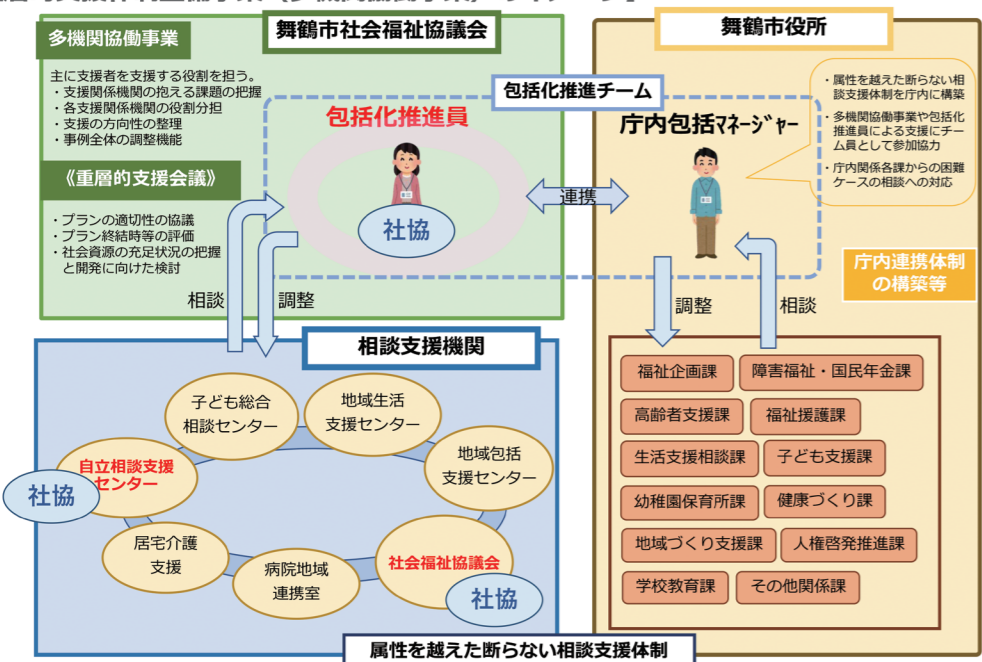 多機関協働事業
主に支援者を支援する役割を担う。
・支援関係機関の抱える課題の把握
・各支援関係機関の役割分担
・支援の方向性の整理
・事例全体の調整機能
《重層的支援会議》
・プランの適切性の協議
・プラン終結時等の評価
・社会資源の充足状況の把握
と開発に向けた検討
舞鶴市社会福祉協議会
包括化推進チーム
包括化推進員
社協
連携
舞鶴市役所
庁内包括ﾏﾈｰｼﾞｬｰ
・属性を越えた断らない相
談支援体制を庁内に構築
・多機関協働事業や包括化
推進員による支援にチー
ム員として参加協力
・庁内関係各課からの困難
ケースの相談への対応
庁内連携体制
の構築等
相談
調整
調整
相談
相談支援機関
子ども総合
相談センター
地域生活
支援センター
地域包括
支援センター
自立相談支援
センター
社協
居宅介護
支援
病院地域
連携室
社会福祉協議会
社協
福祉企画課
障害福祉・国民年金課
高齢者支援課
福祉援護課
生活支援相談課
子ども支援課
幼稚園保育所課
健康づくり課
地域づくり支援課
人権啓発推進課
学校教育課
その他関係課
属性を越えた断らない相談支援体制